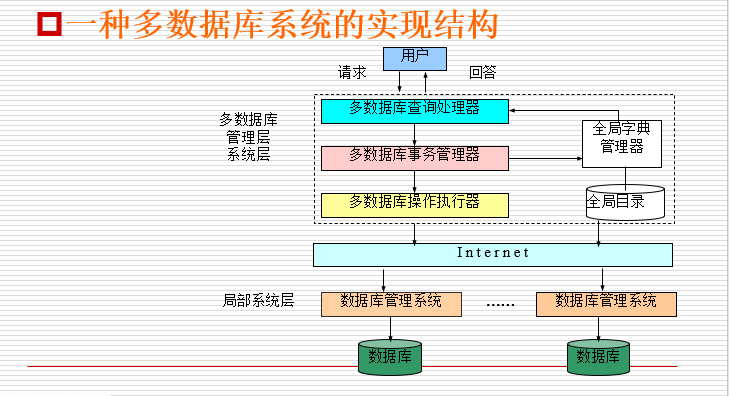 一种多数据库系统的实现结构
用户
请求
回答
多数据库查询处理器
多数据库
管理层
系统层
全局字典
管理器
多数据库事务管理器
多数据库操作执行器
全局目录
Internet
局部系统层
数据库管理系统
……
数据库管理系统
数据库
数据库